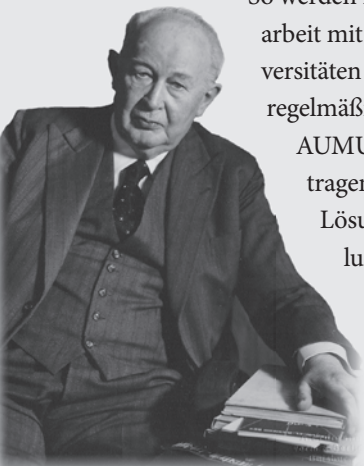 So werden
arbeit mit
versitäten
regelmäß
AUMU
tragen
Lösu
lu